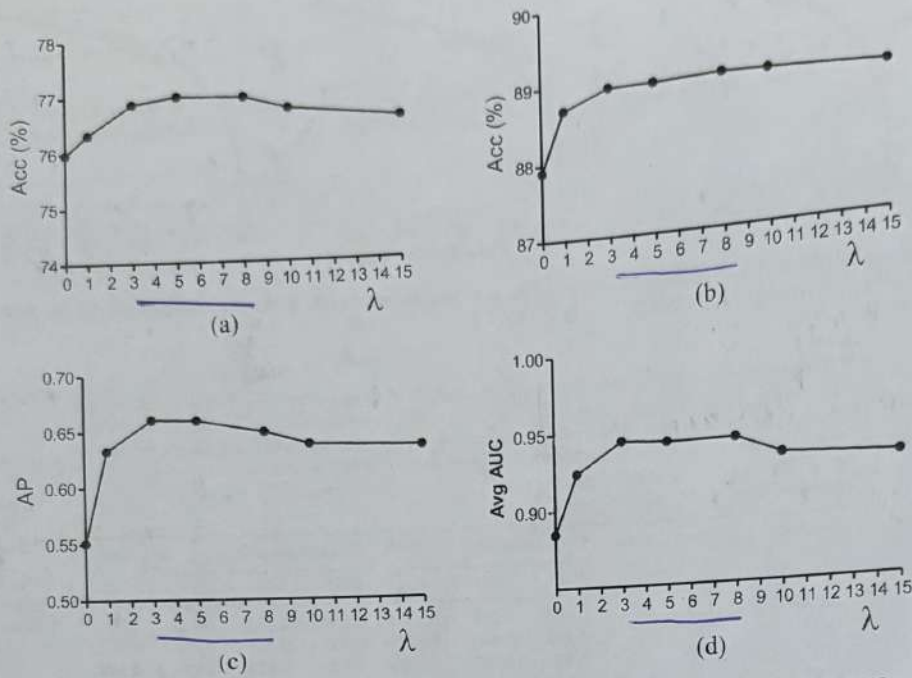 78
77
76
75
74
Acc (%)
0 1 2 3 4 5 6 7 8 9 10 11 12 13 14 15
λ
(a)
90
89
88
87
Acc (%)
0 1 2 3 4 5 6 7 8 9 10 11 12 13 14 15
λ
(b)
0.70
0.65
0.60
0.55
0.50
AP
0 1 2 3 4 5 6 7 8 9 10 11 12 13 14 15
λ
(c)
1.00
0.95
0.90
Avg AUC
0 1 2 3 4 5 6 7 8 9 10 11 12 13 14 15
λ
(d)